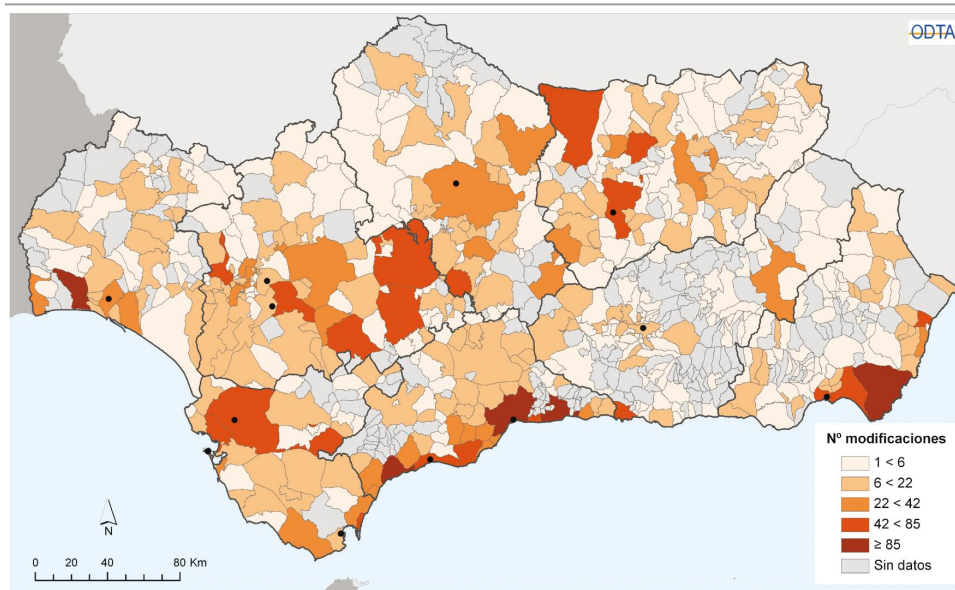 ODTA
Nº modificaciones
1 < 6
6 < 22
22 < 42
42 < 85
≥ 85
Sin datos
N
0 20 40 80 Km